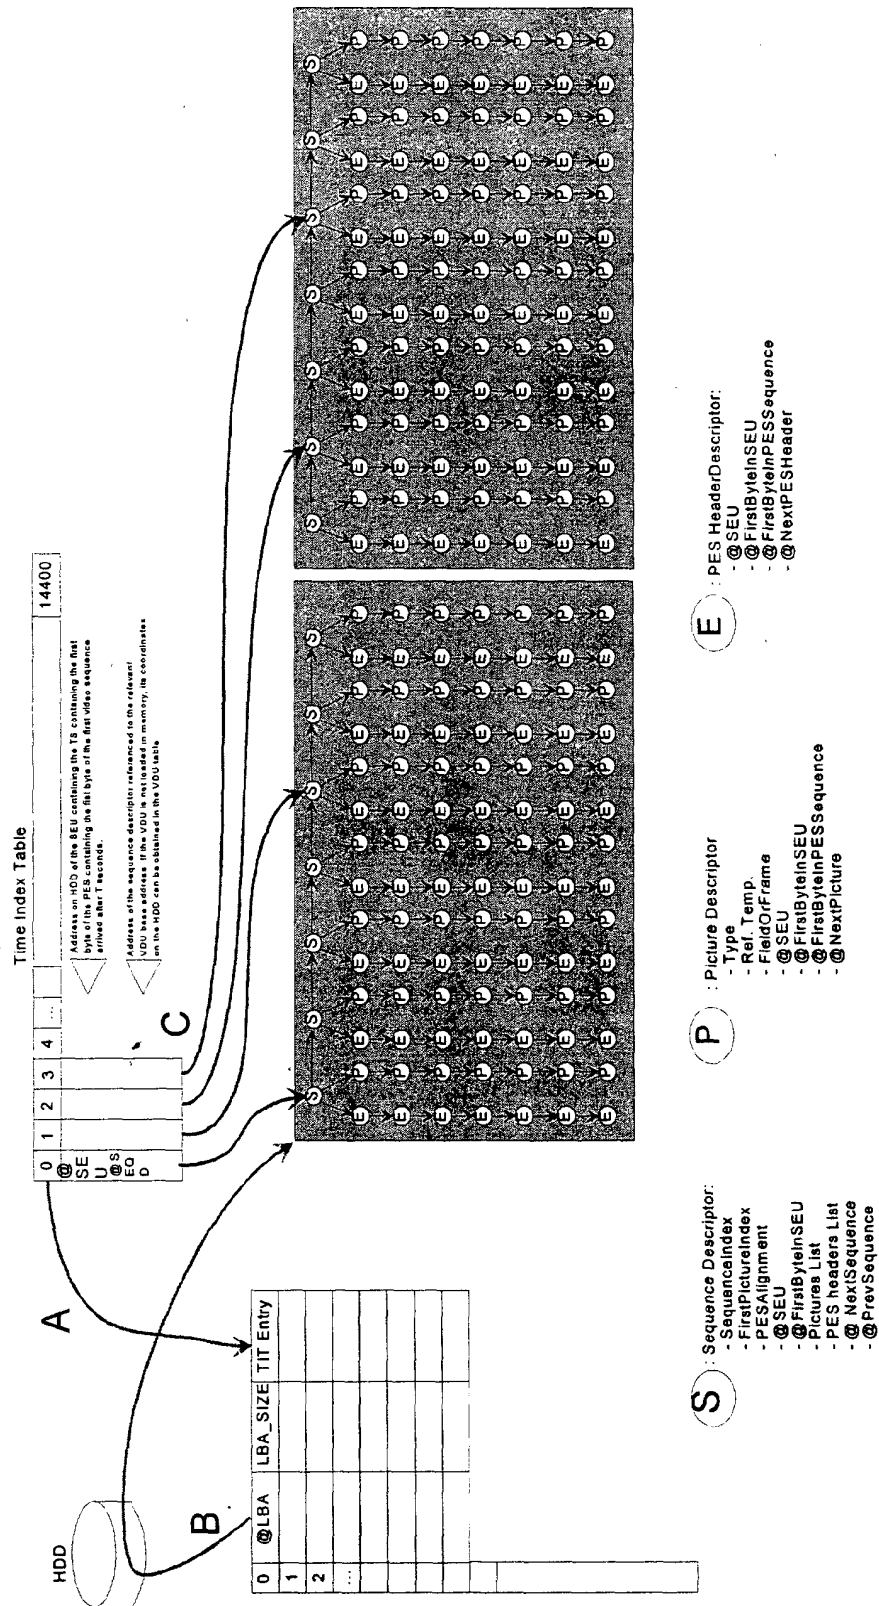 Time Index Table
0 1 2 3 4 ... 14400
@
SE
U
@S
EQ
D
Address on HDD of the SEU containing the TS containing the first
byte of the PES containing the fist byte of the first video sequence
arrived after T seconds.
Address of the sequence descriptor referenced to the relevant
VDU base address. If the VDU is not loaded in memory, its coordinates
on the HDD can be obtained in the VDU table
HDD
A
B
C
@LBA LBA_SIZE TIT Entry
0
1
2
...
S S S S S S S
E P E P E P E P E P E P E P
E P E P E P E P E P E P E P
E P E P E P E P E P E P E P
E P E P E P E P E P E P E P
E P E P E P E P E P E P E P
E P E P E P E P E P E P E P
E P E P E P E P E P E P E P
S S S S S S S
E P E P E P E P E P E P E P
E P E P E P E P E P E P E P
E P E P E P E P E P E P E P
E P E P E P E P E P E P E P
E P E P E P E P E P E P E P
E P E P E P E P E P E P E P
E P E P E P E P E P E P E P
S : Sequence Descriptor:
- SequenceIndex
- FirstPictureIndex
- PESAlignment
- @SEU
- @FirstByteInSEU
- Pictures List
- PES headers List
- @ NextSequence
- @PrevSequence
P : Picture Descriptor
- Type
- Ref. Temp.
- FieldOrFrame
- @SEU
- @FirstByteInSEU
- @FirstByteInPESSequence
- @NextPicture
E : PES HeaderDescriptor:
- @SEU
- @FirstByteInSEU
- @FirstByteInPESSequence
- @NextPESHeader